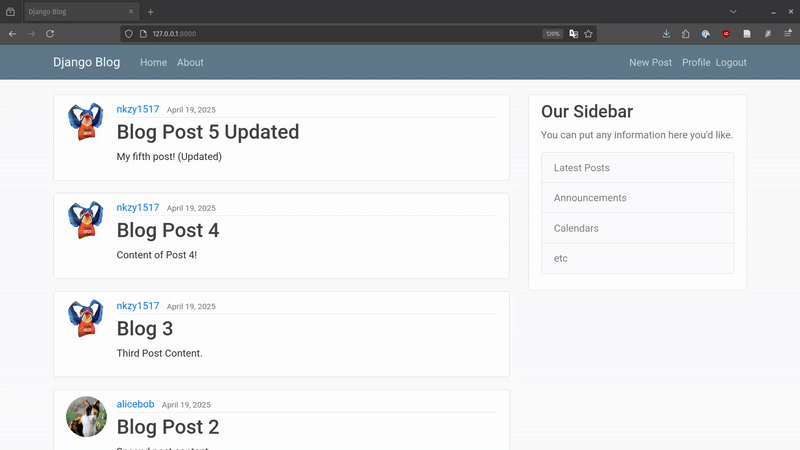 Django Blog
127.0.0.1:8000
120%
Django Blog
Home
About
New Post
Profile
Logout
nkzy1517
April 19, 2025
Blog Post 5 Updated
My fifth post! (Updated)
nkzy1517
April 19, 2025
Blog Post 4
Content of Post 4!
nkzy1517
April 19, 2025
Blog 3
Third Post Content.
alicebob
April 19, 2025
Blog Post 2
Our Sidebar
You can put any information here you'd like.
Latest Posts
Announcements
Calendars
etc